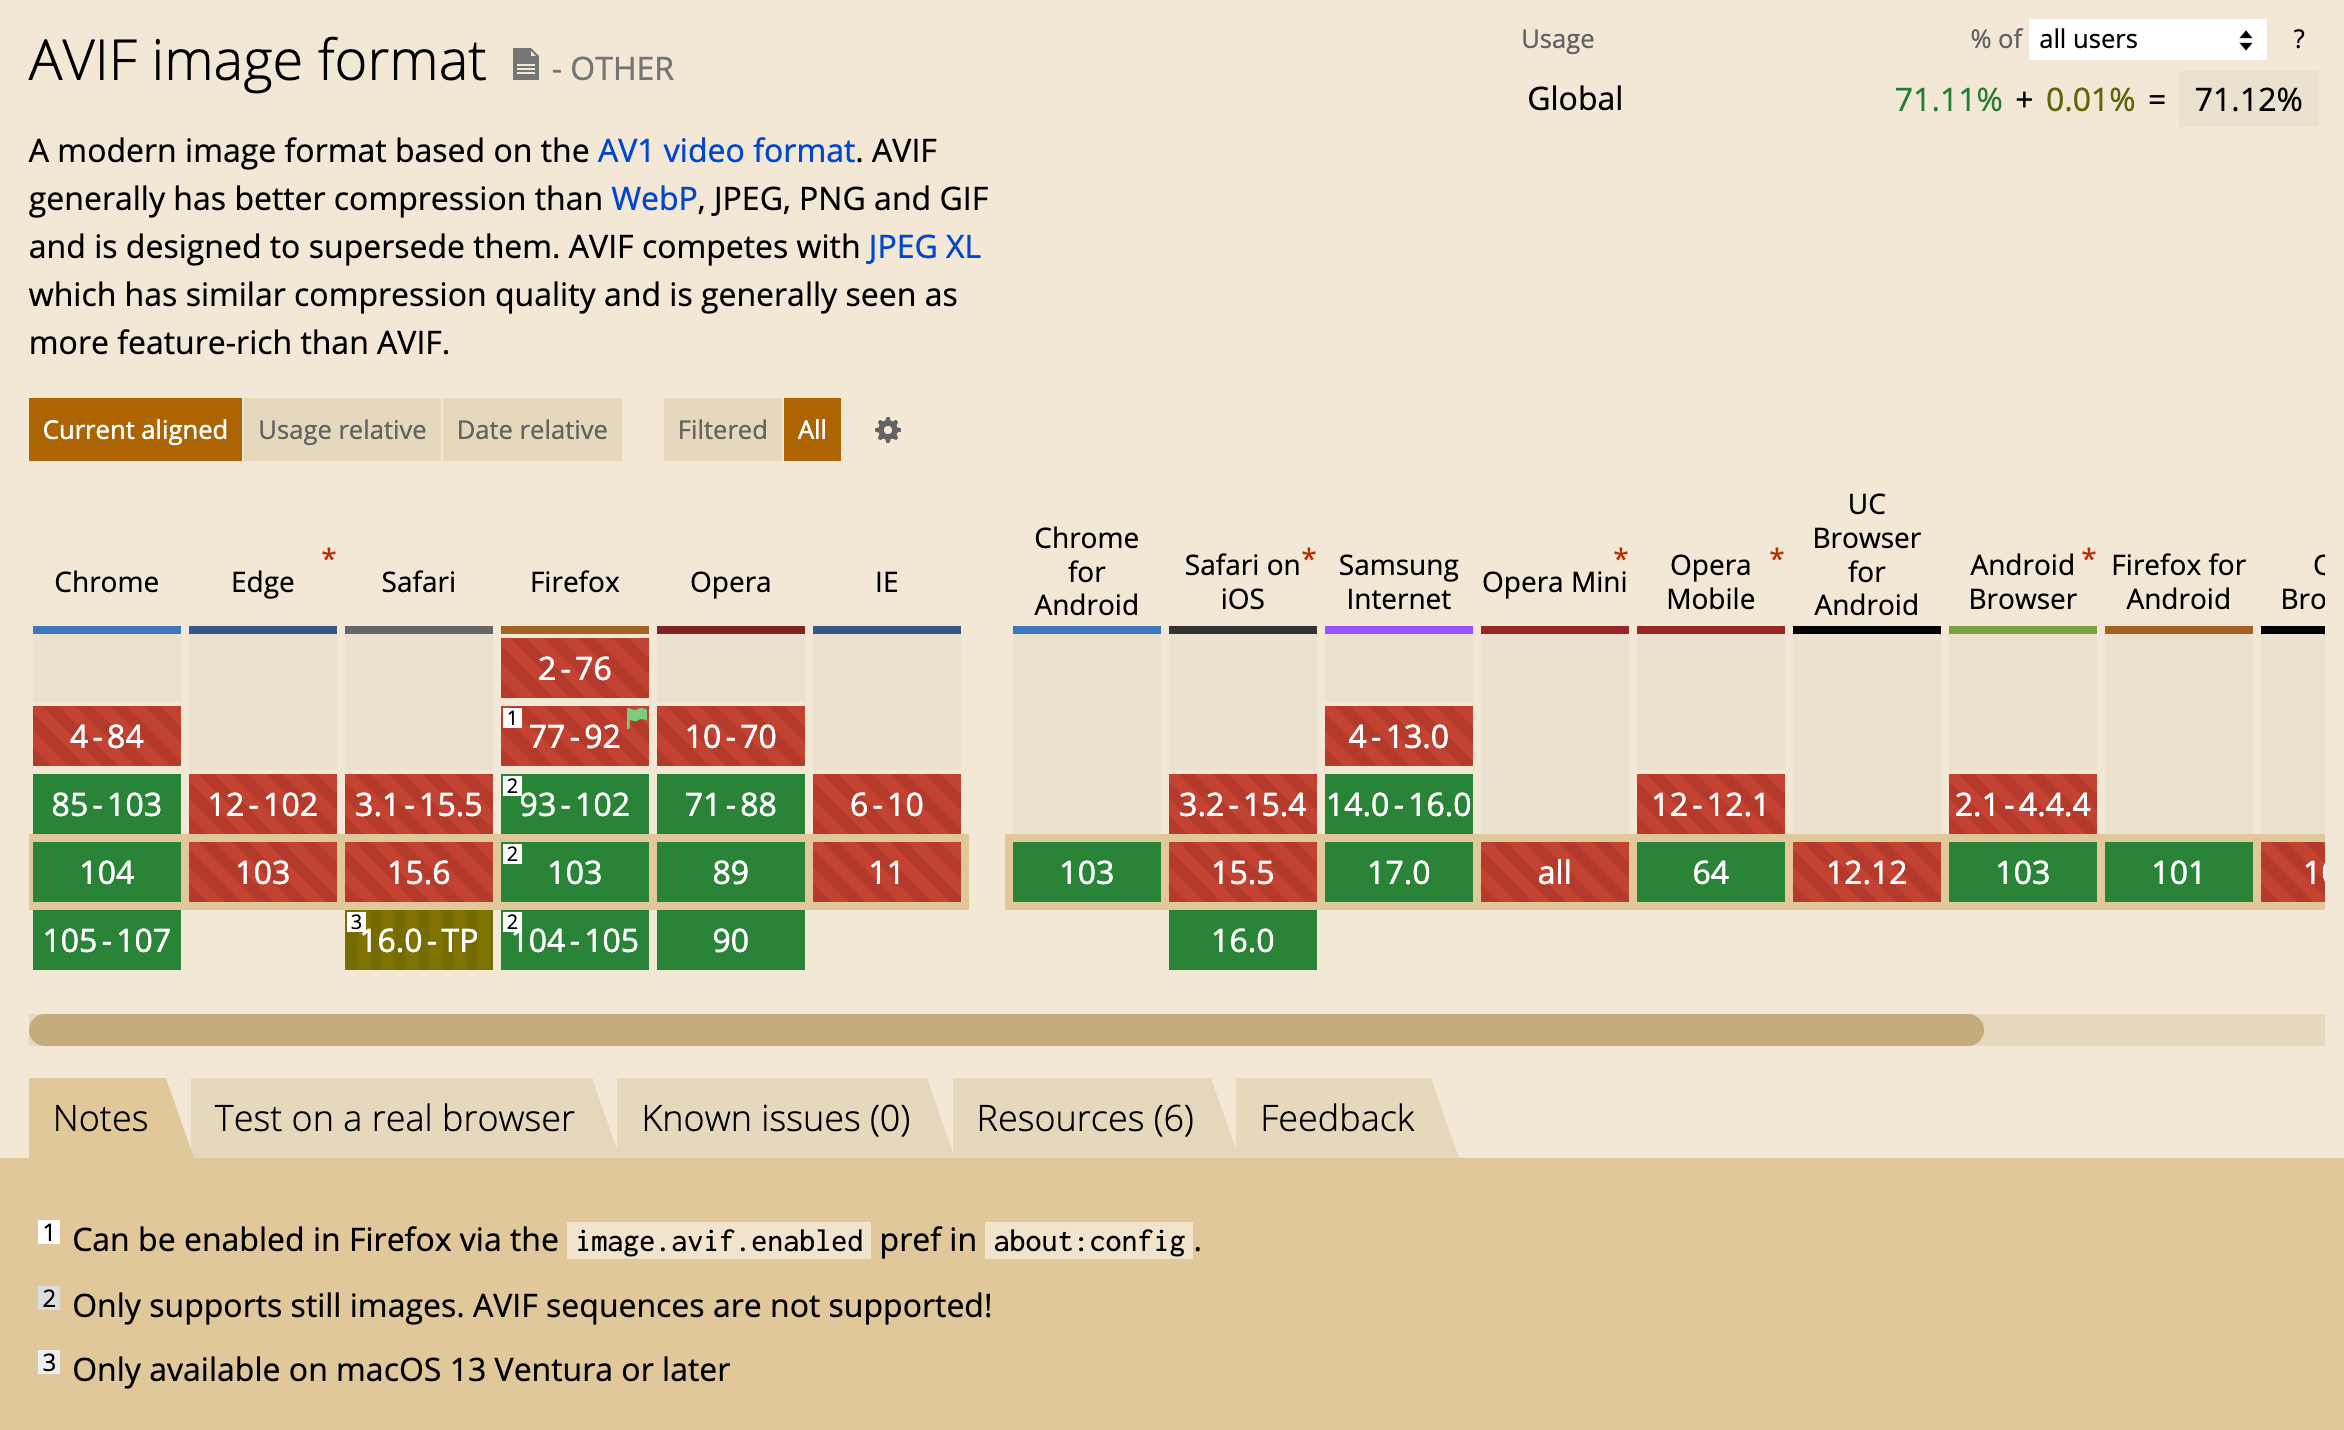 AVIF image format - OTHER
Usage % of all users ?
Global 71.11% + 0.01% = 71.12%
A modern image format based on the AV1 video format. AVIF
generally has better compression than WebP, JPEG, PNG and GIF
and is designed to supersede them. AVIF competes with JPEG XL
which has similar compression quality and is generally seen as
more feature-rich than AVIF.
Current aligned Usage relative Date relative Filtered All
Chrome
Edge *
Safari
Firefox
Opera
IE
Chrome
for
Android
Safari on *
iOS
Samsung
Internet
Opera Mini *
Opera *
Mobile
UC
Browser
for
Android
Android *
Browser
Firefox for
Android
2-76
4-84 1 77-92 10-70 4-13.0
85-103 12-102 3.1-15.5 2 93-102 71-88 6-10 3.2-15.4 14.0-16.0 12-12.1 2.1-4.4.4
104 103 15.6 2 103 89 11 103 15.5 17.0 all 64 12.12 103 101
105-107 3 16.0-TP 2 104-105 90 16.0
Notes Test on a real browser Known issues (0) Resources (6) Feedback
1 Can be enabled in Firefox via the image.avif.enabled pref in about:config.
2 Only supports still images. AVIF sequences are not supported!
3 Only available on macOS 13 Ventura or later